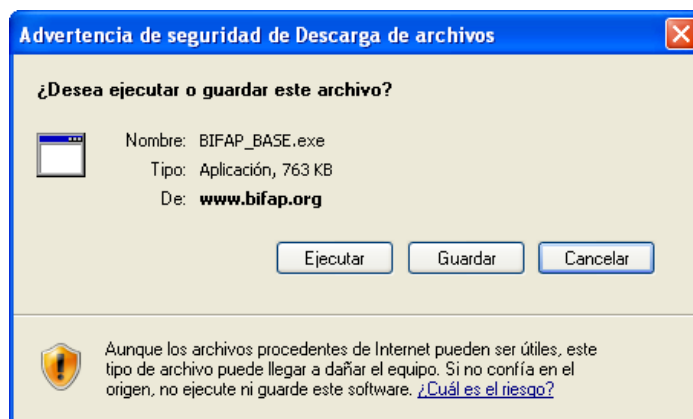 Advertencia de seguridad de Descarga de archivos
¿Desea ejecutar o guardar este archivo?
Nombre: BIFAP_BASE.exe
Tipo: Aplicación, 763 KB
De: www.bifap.org
Ejecutar Guardar Cancelar
Aunque los archivos procedentes de Internet pueden ser útiles, este
tipo de archivo puede llegar a dañar el equipo. Si no confía en el
origen, no ejecute ni guarde este software. ¿Cuál es el riesgo?